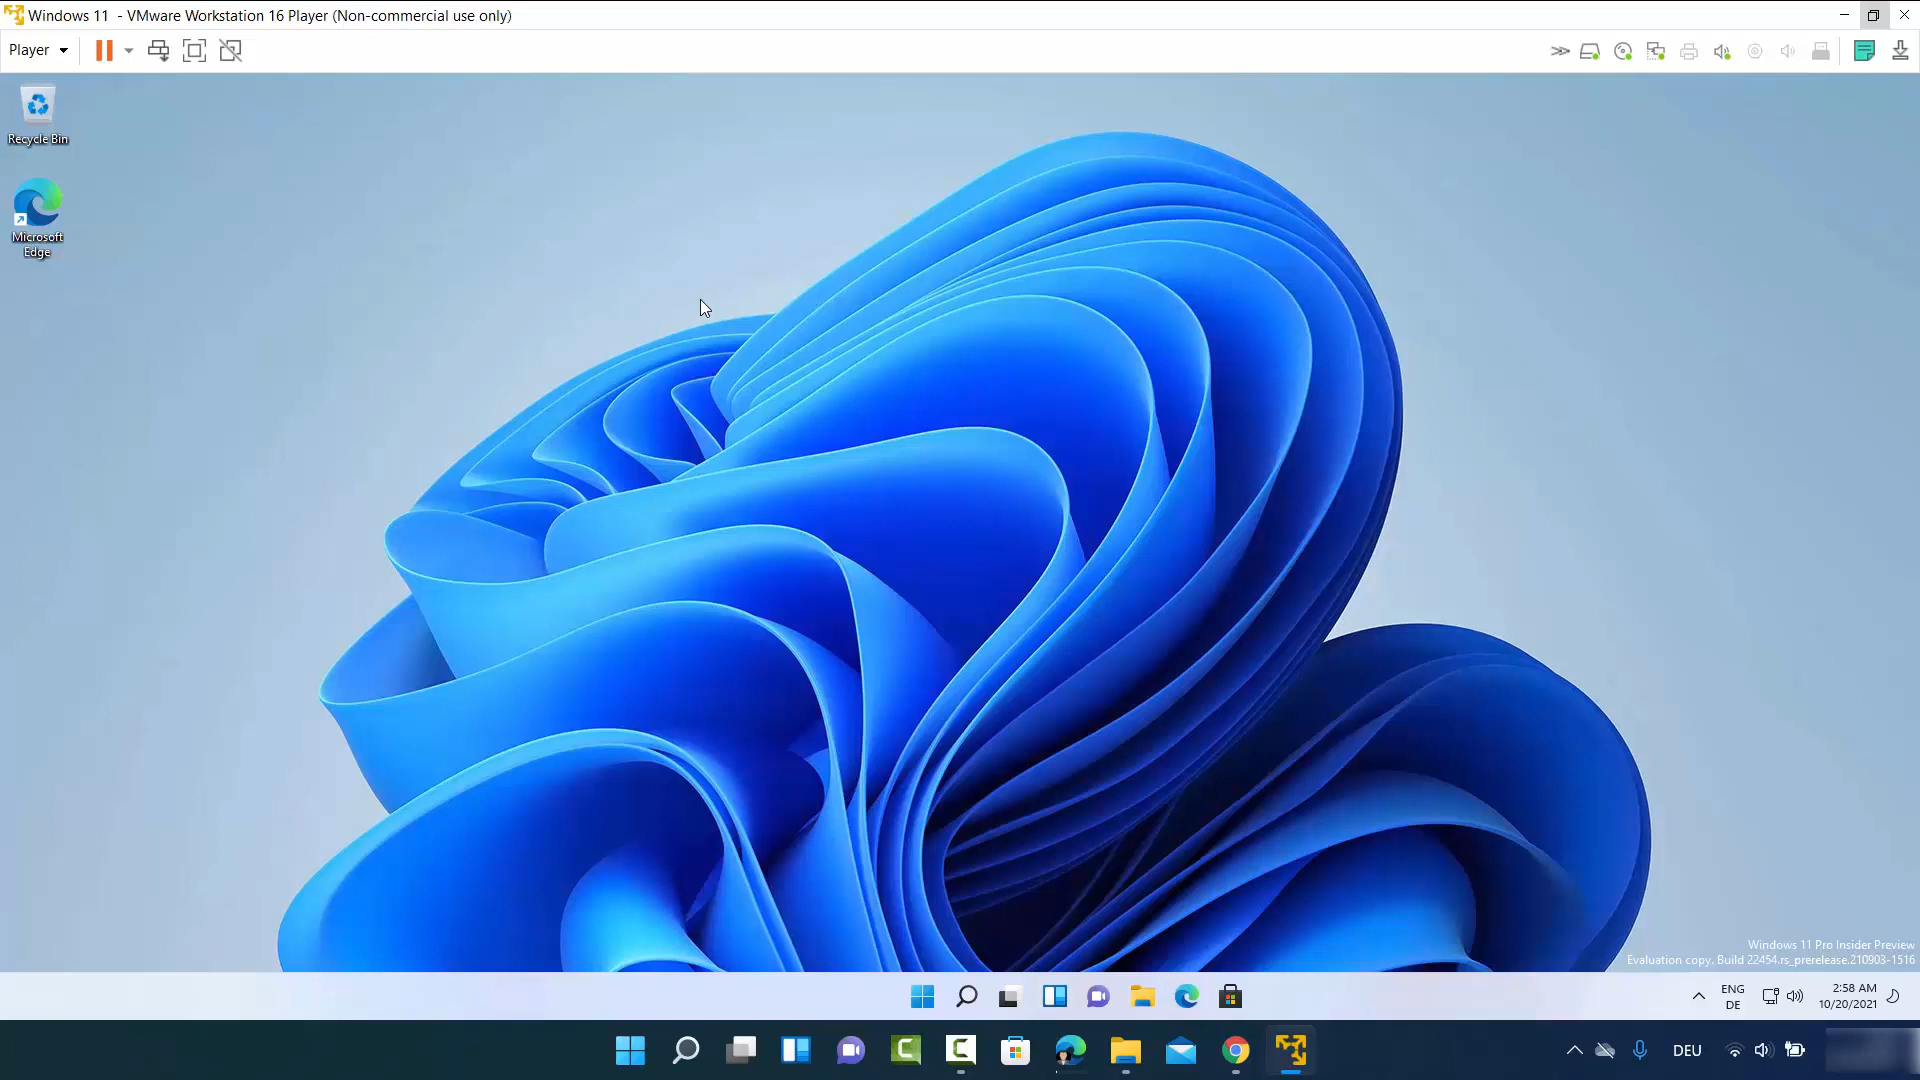 Windows 11 - VMware Workstation 16 Player (Non-commercial use only)
Player
Recycle Bin
Microsoft
Edge
Windows 11 Pro Insider Preview
Evaluation copy. Build 22454.rs_prerelease.210903-1516
ENG
DE
2:58 AM
10/20/2021
DEU